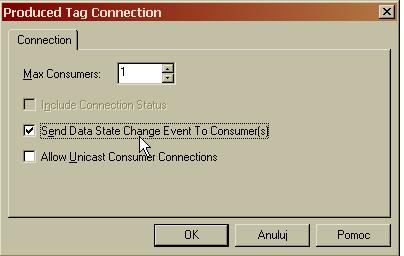 Produced Tag Connection
Connection
Max Consumers: 1
Include Connection Status
Send Data State Change Event To Consumer(s)
Allow Unicast Consumer Connections
OK Anuluj Pomoc